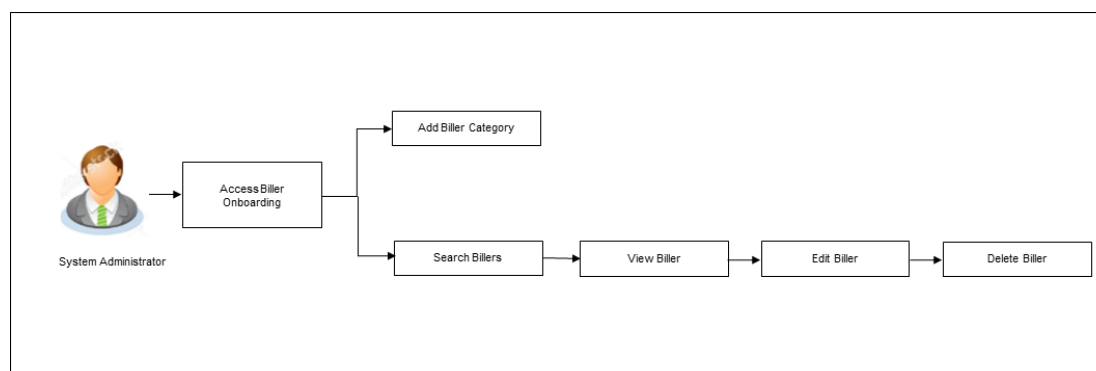 Add Biller Category
Access Biller
Onboarding
System Administrator
Search Billers
View Biller
Edit Biller
Delete Biller